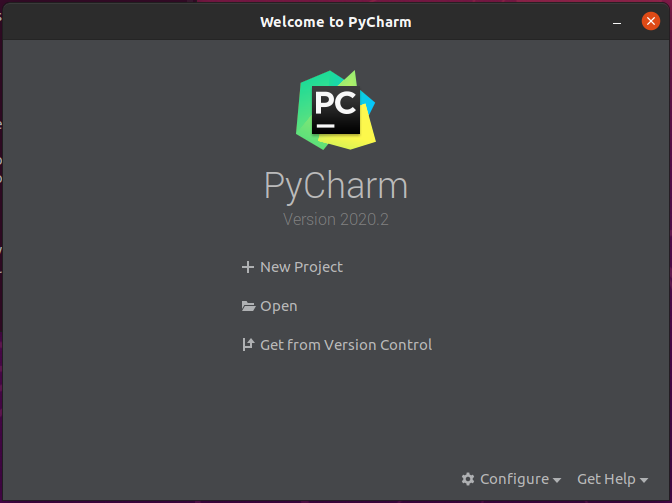 Welcome to PyCharm
PC
PyCharm
Version 2020.2
New Project
Open
Get from Version Control
Configure Get Help